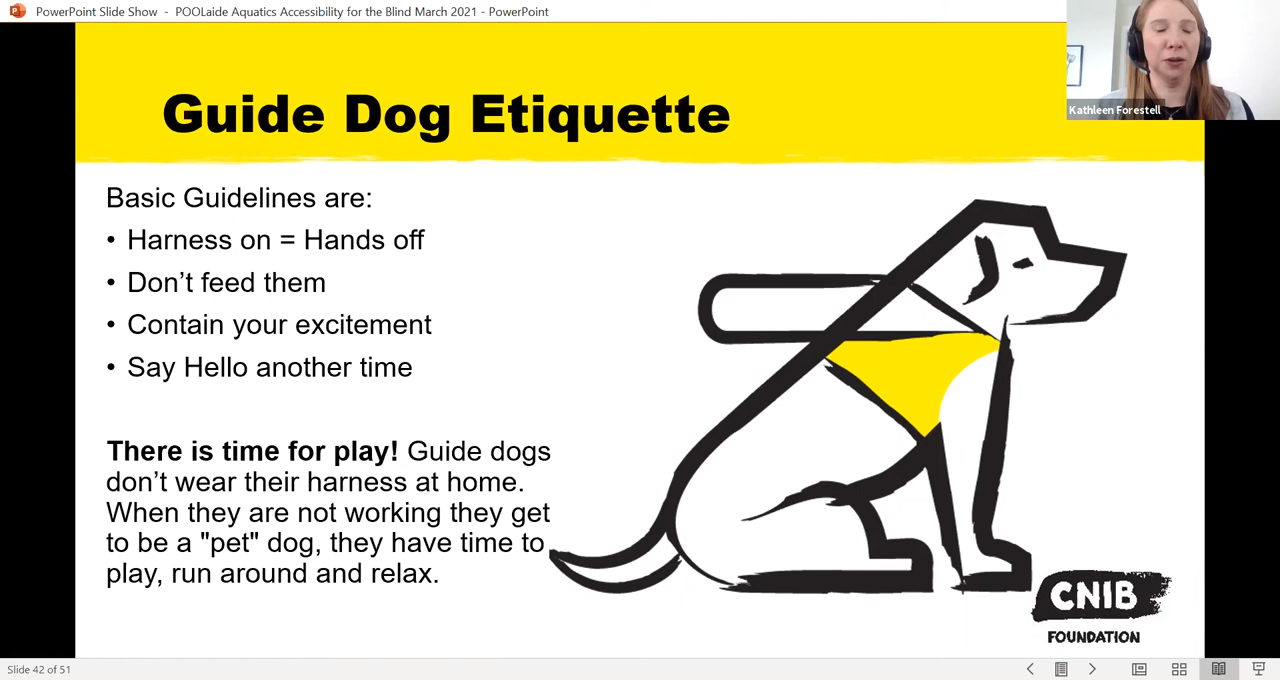 PowerPoint Slide Show - POOLaide Aquatics Accessibility for the Blind March 2021 - PowerPoint
Kathleen Forestell
Guide Dog Etiquette
Basic Guidelines are:
• Harness on = Hands off
• Don’t feed them
• Contain your excitement
• Say Hello another time
There is time for play! Guide dogs
don’t wear their harness at home.
When they are not working they get
to be a "pet" dog, they have time to
play, run around and relax.
CNIB
FOUNDATION
Slide 42 of 51